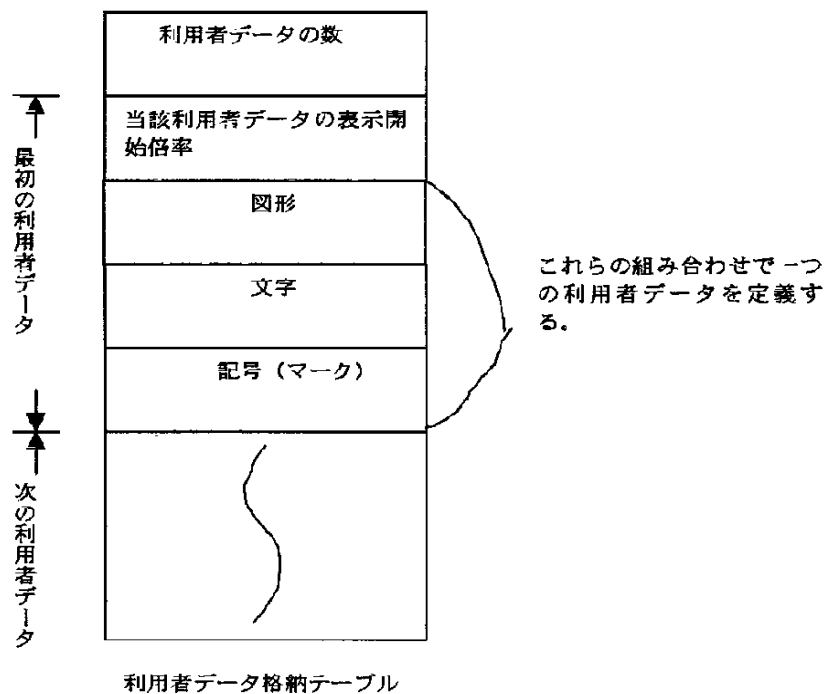 利用者データの数
当該利用者データの表示開
始倍率
図形
文字
記号（マーク）
最初の利用者データ
次の利用者データ
これらの組み合わせで一つ
の利用者データを定義す
る。
利用者データ格納テーブル